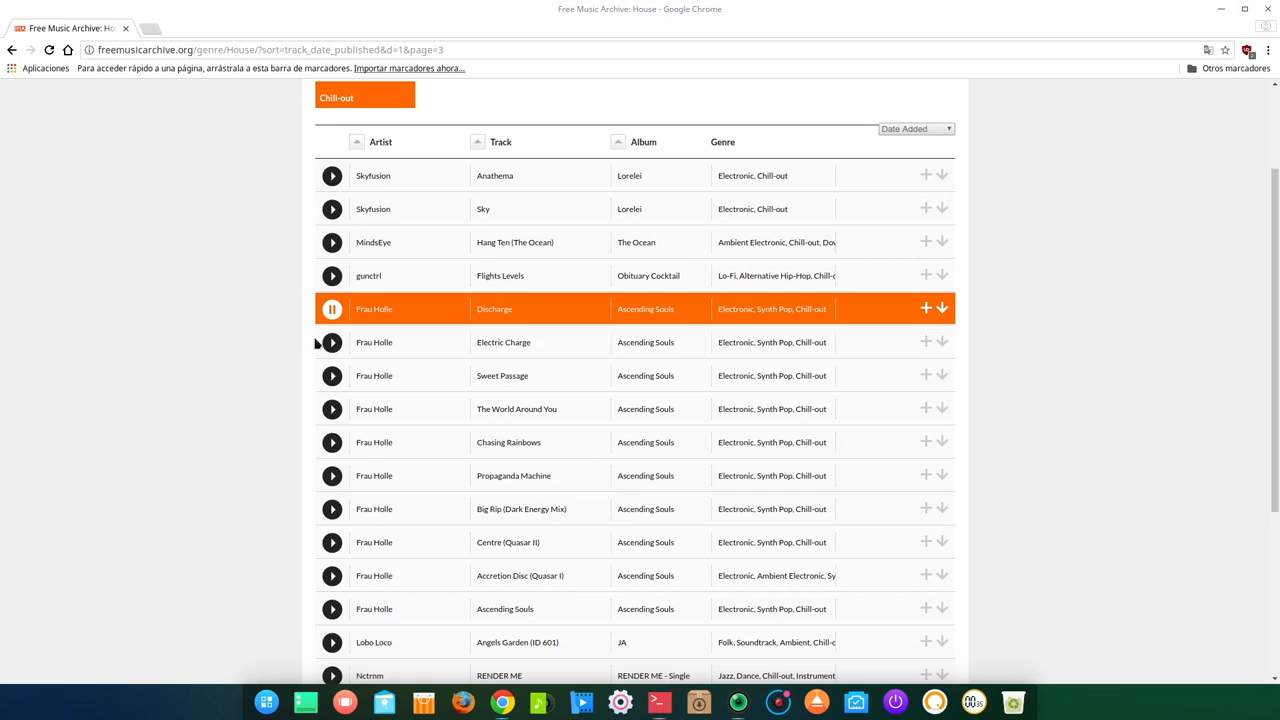 Free Music Archive: House - Google Chrome
Free Music Archive: Ho
freemusicarchive.org/genre/House/?sort=track_date_published&d=1&page=3
Aplicaciones Para acceder rápido a una página, arrástrala a esta barra de marcadores. Importar marcadores ahora... Otros marcadores
Chill-out
Date Added
Artist Track Album Genre
Skyfusion Anathema Lorelei Electronic, Chill-out
Skyfusion Sky Lorelei Electronic, Chill-out
MindsEye Hang Ten (The Ocean) The Ocean Ambient Electronic, Chill-out, Dow
gunctrl Flights Levels Obituary Cocktail Lo-Fi, Alternative Hip-Hop, Chill-o
Frau Holle Discharge Ascending Souls Electronic, Synth Pop, Chill-out
Frau Holle Electric Charge Ascending Souls Electronic, Synth Pop, Chill-out
Frau Holle Sweet Passage Ascending Souls Electronic, Synth Pop, Chill-out
Frau Holle The World Around You Ascending Souls Electronic, Synth Pop, Chill-out
Frau Holle Chasing Rainbows Ascending Souls Electronic, Synth Pop, Chill-out
Frau Holle Propaganda Machine Ascending Souls Electronic, Synth Pop, Chill-out
Frau Holle Big Rip (Dark Energy Mix) Ascending Souls Electronic, Synth Pop, Chill-out
Frau Holle Centre (Quasar II) Ascending Souls Electronic, Synth Pop, Chill-out
Frau Holle Accretion Disc (Quasar I) Ascending Souls Electronic, Ambient Electronic, Sy
Frau Holle Ascending Souls Ascending Souls Electronic, Synth Pop, Chill-out
Lobo Loco Angels Garden (ID 601) JA Folk, Soundtrack, Ambient, Chill-o
Nctrnm RENDER ME RENDER ME - Single Jazz, Dance, Chill-out, Instrument